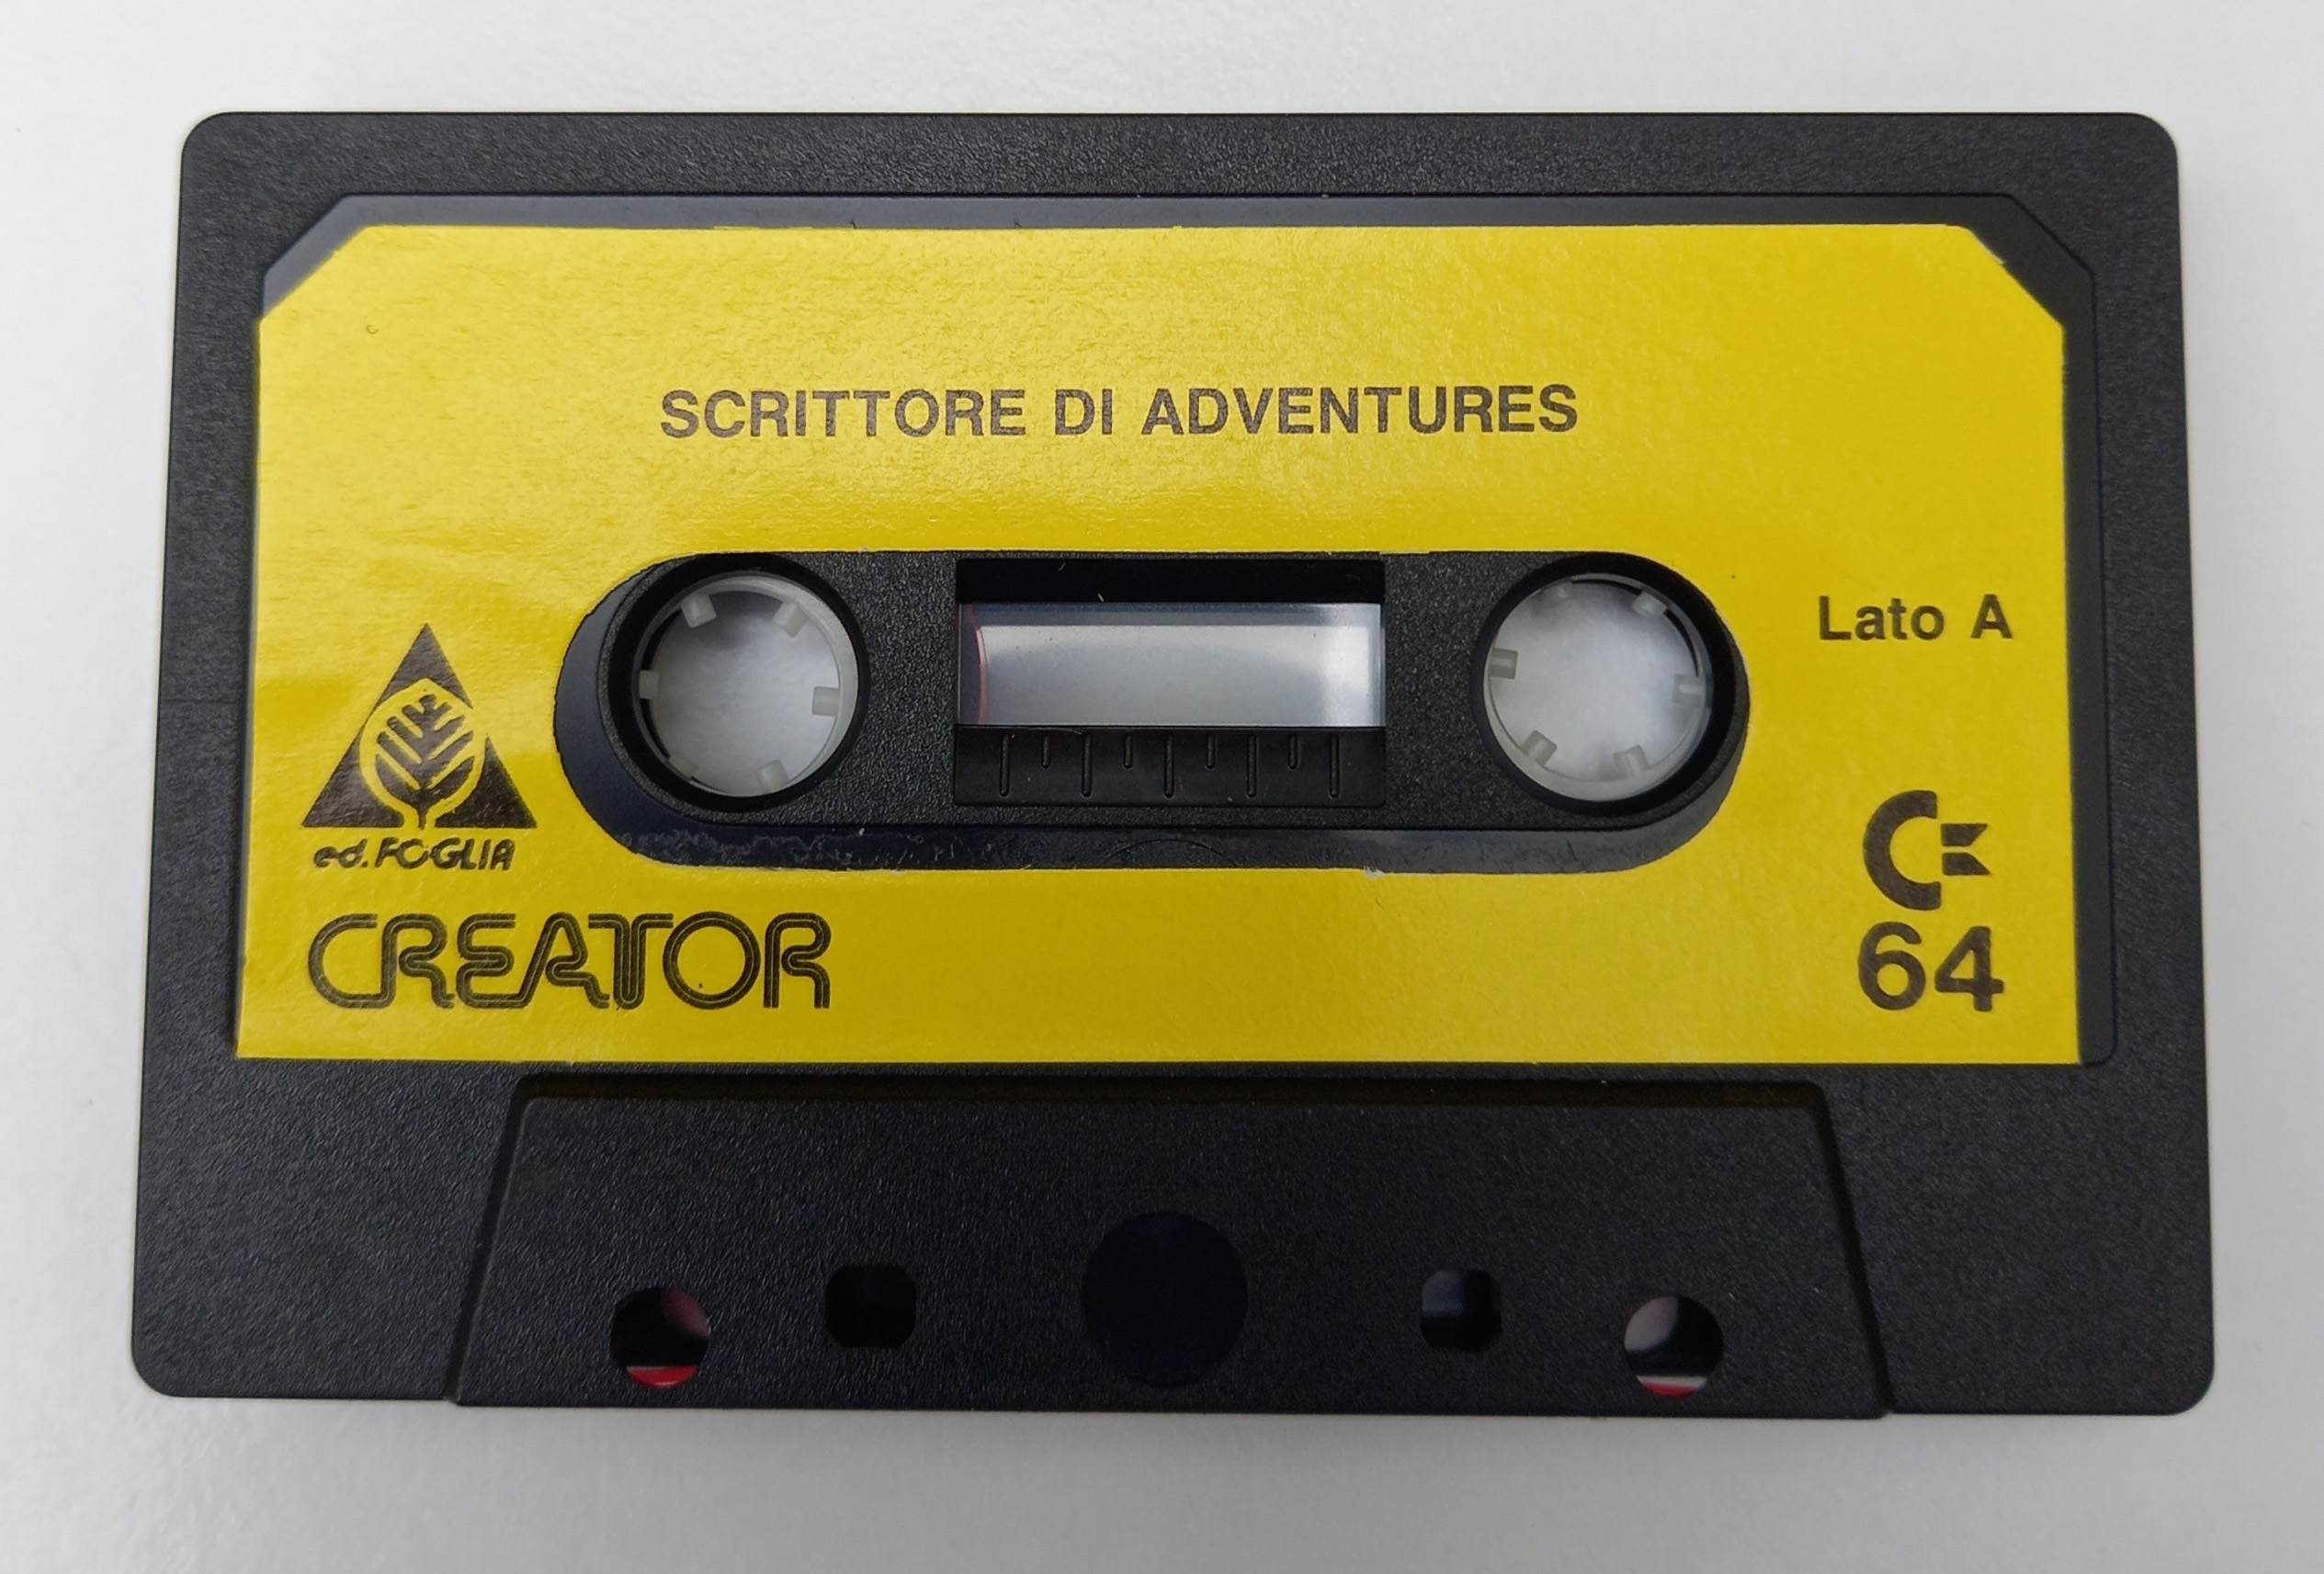 SCRITTORE DI ADVENTURES
Lato A
ed. FOGLIA
CREATOR
C=
64